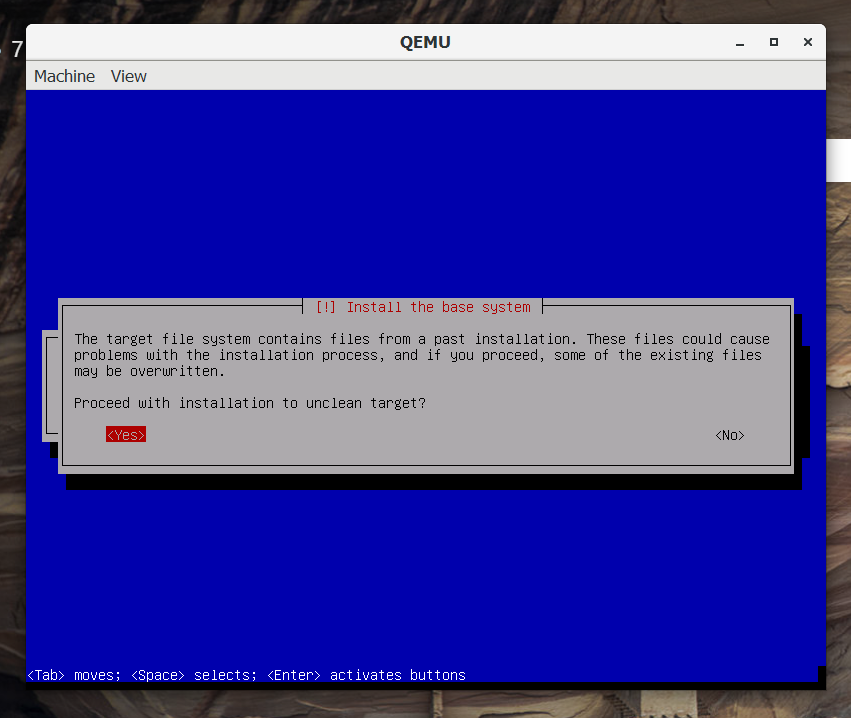 7
QEMU
Machine View
[!] Install the base system
The target file system contains files from a past installation. These files could cause
problems with the installation process, and if you proceed, some of the existing files
may be overwritten.
Proceed with installation to unclean target?
<Yes> <No>
<Tab> moves; <Space> selects; <Enter> activates buttons